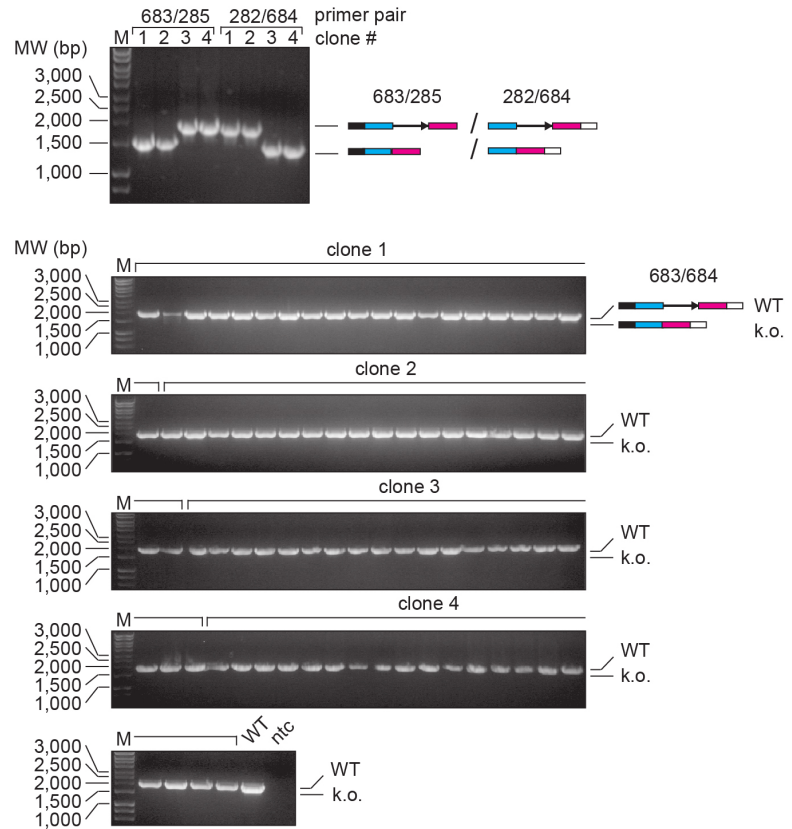 683/285 282/684 primer pair
M 1 2 3 4 1 2 3 4 clone #
MW (bp)
3,000
2,500
2,000
1,500
1,000
683/285 / 282/684
/
MW (bp)
clone 1
M
3,000
2,500
2,000
1,500
1,000
683/684
WT
k.o.
clone 2
M
3,000
2,500
2,000
1,500
1,000
WT
k.o.
clone 3
M
3,000
2,500
2,000
1,500
1,000
WT
k.o.
clone 4
M
3,000
2,500
2,000
1,500
1,000
WT
k.o.
M WT ntc
3,000
2,500
2,000
1,500
1,000
WT
k.o.